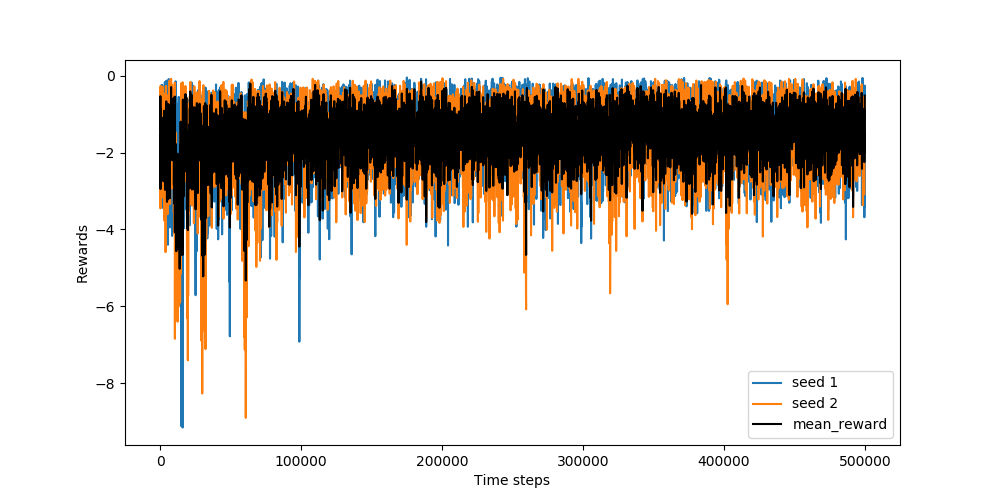 0
−2
−4
−6
−8
Rewards
0
100000
200000
300000
400000
500000
Time steps
seed 1
seed 2
mean_reward